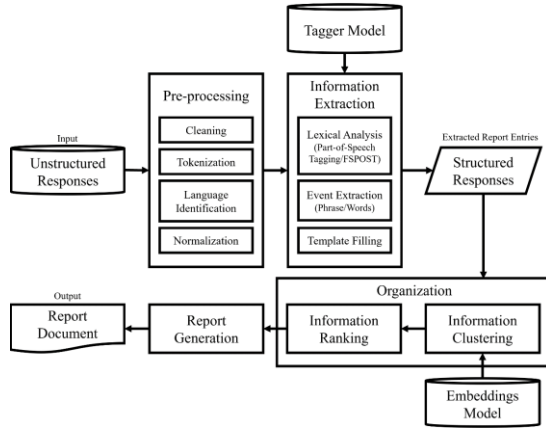 Tagger Model
Pre-processing
Cleaning
Tokenization
Language
Identification
Normalization
Information
Extraction
Lexical Analysis
(Part-of-Speech
Tagging/FSPOST)
Event Extraction
(Phrase/Words)
Template Filling
Input
Unstructured
Responses
Extracted Report Entries
Structured
Responses
Organization
Information
Clustering
Information
Ranking
Embeddings
Model
Report
Generation
Output
Report
Document